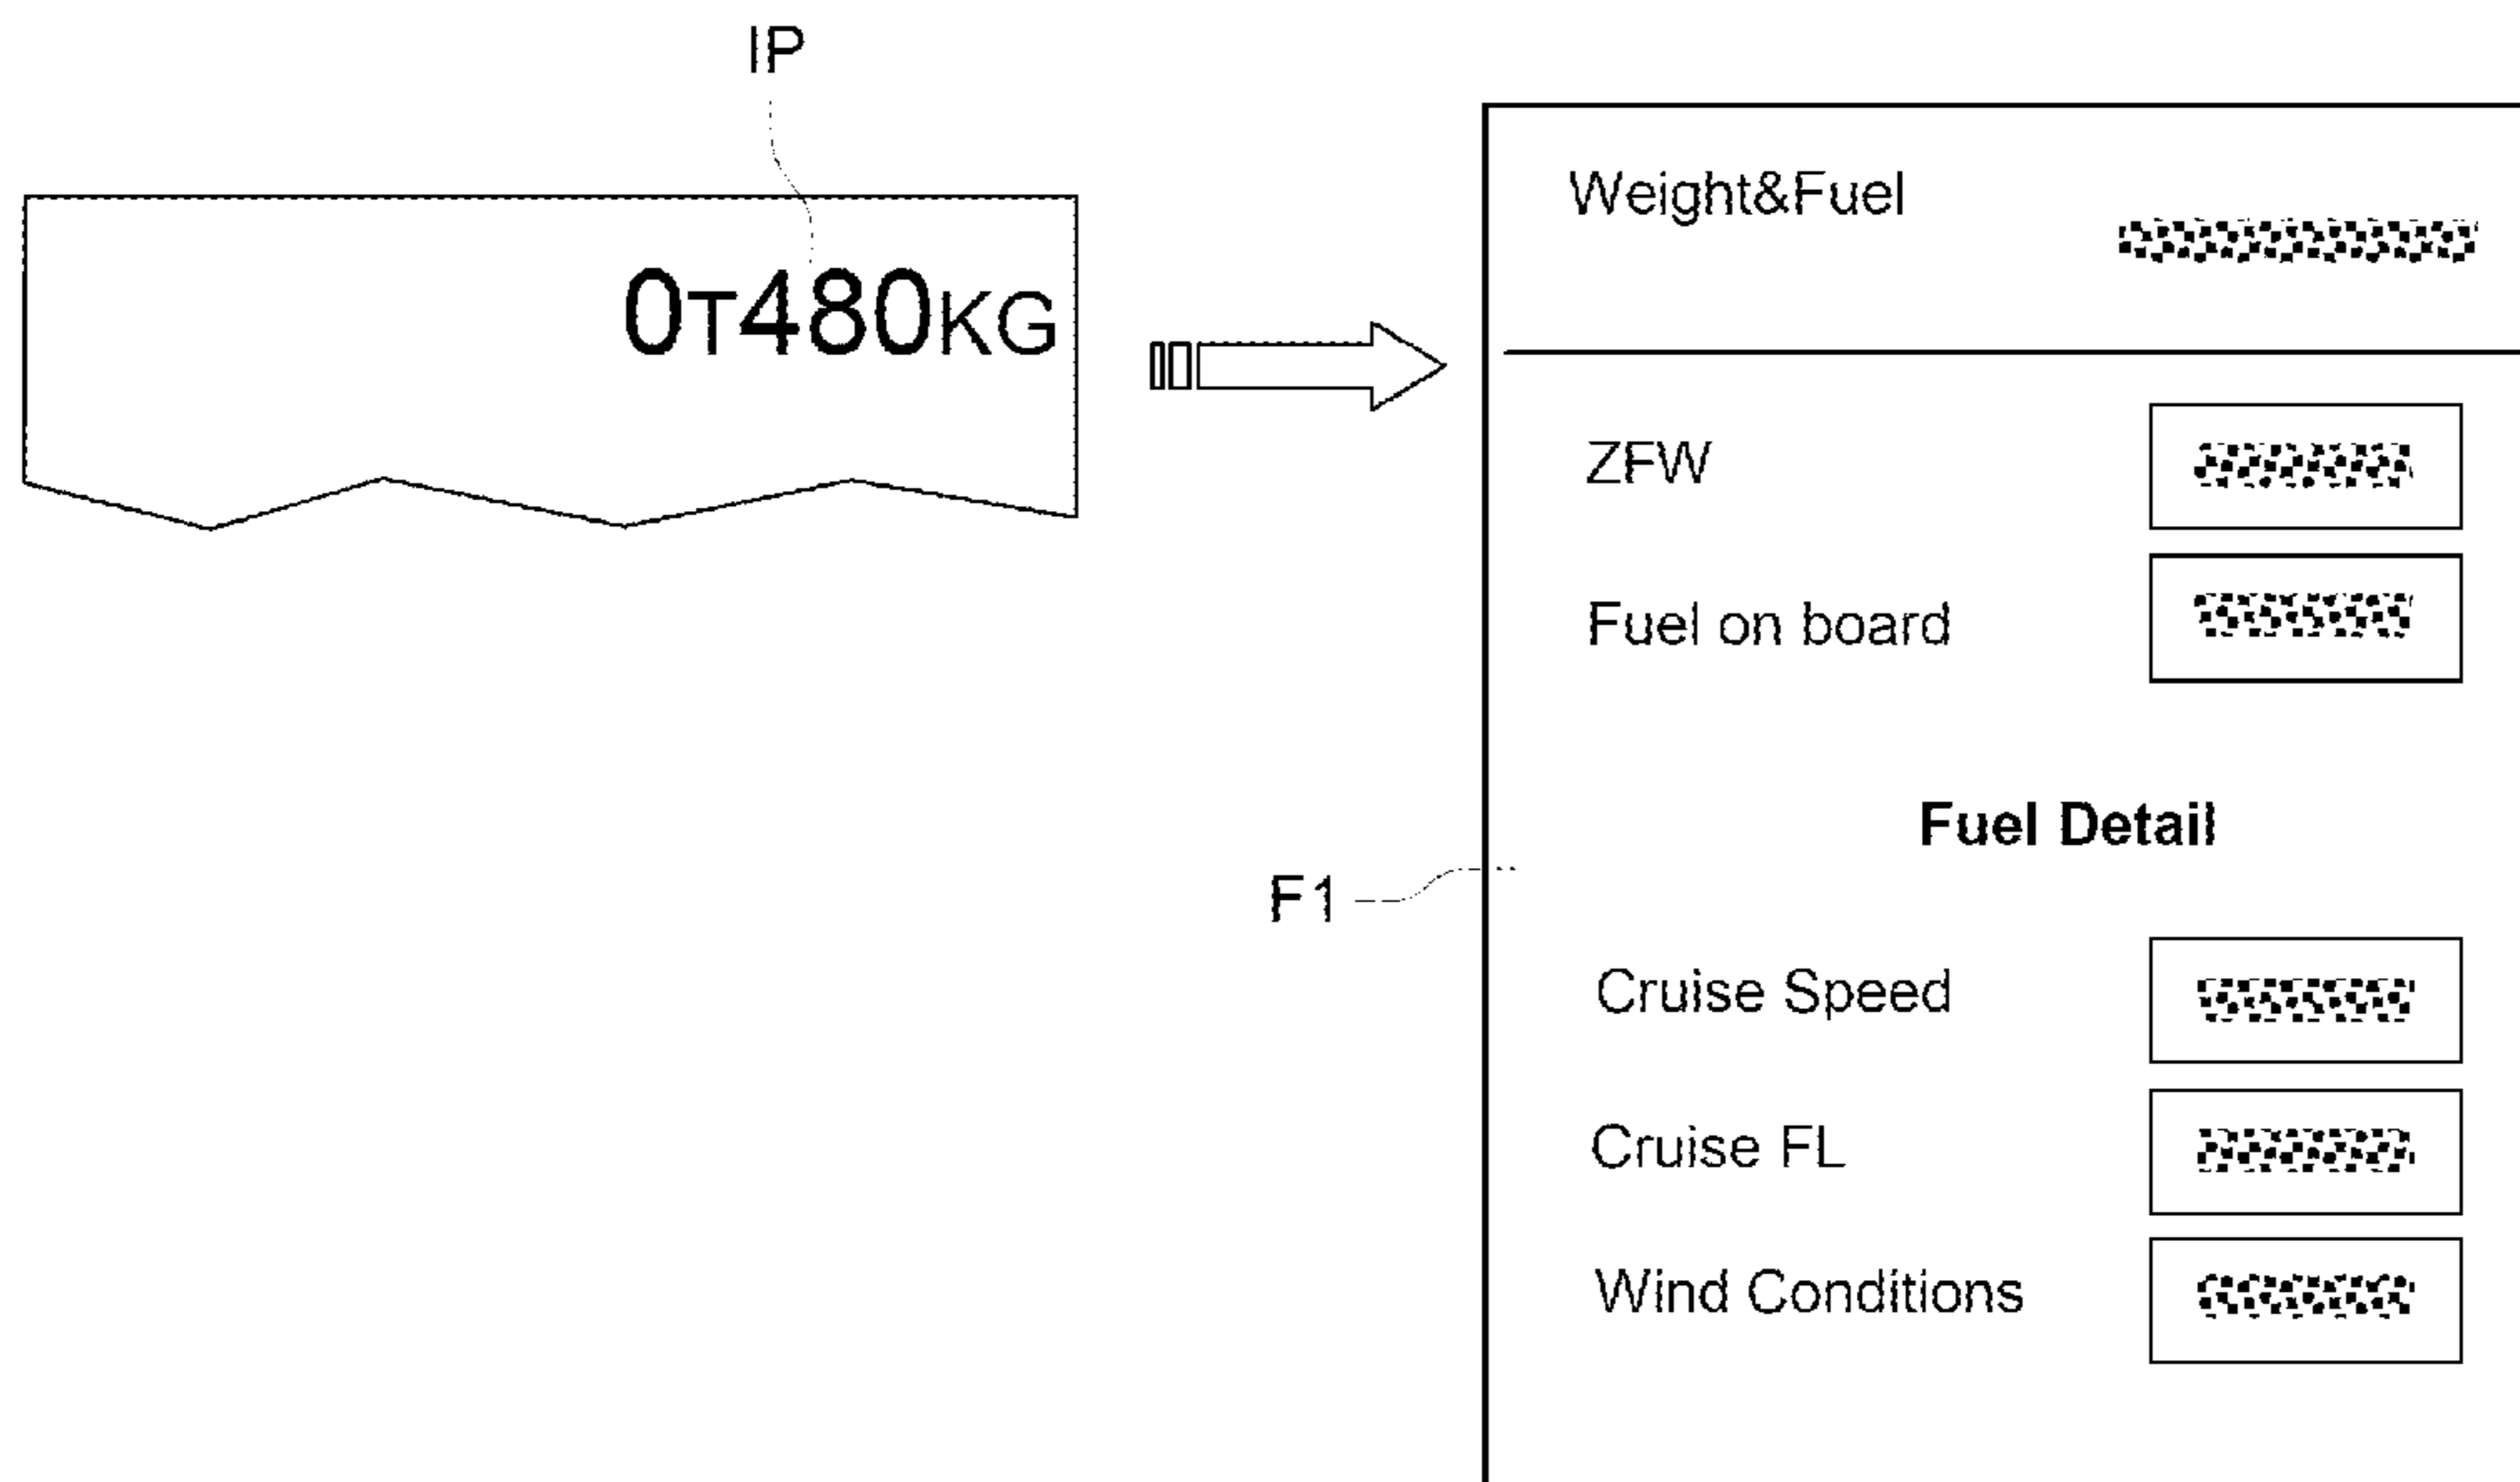 IP
0T480KG
Weight&Fuel
ZFW
Fuel on board
Fuel Detail
F1
Cruise Speed
Cruise FL
Wind Conditions